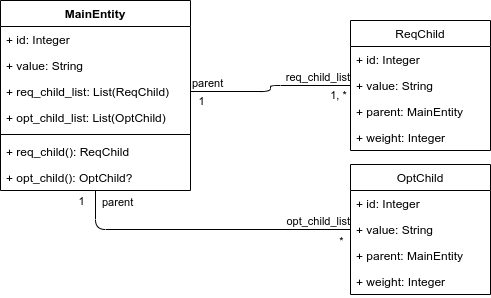 MainEntity
+ id: Integer
+ value: String
+ req_child_list: List(ReqChild)
+ opt_child_list: List(OptChild)
+ req_child(): ReqChild
+ opt_child(): OptChild?
parent
1
req_child_list
1, *
ReqChild
+ id: Integer
+ value: String
+ parent: MainEntity
+ weight: Integer
1
parent
opt_child_list
*
OptChild
+ id: Integer
+ value: String
+ parent: MainEntity
+ weight: Integer